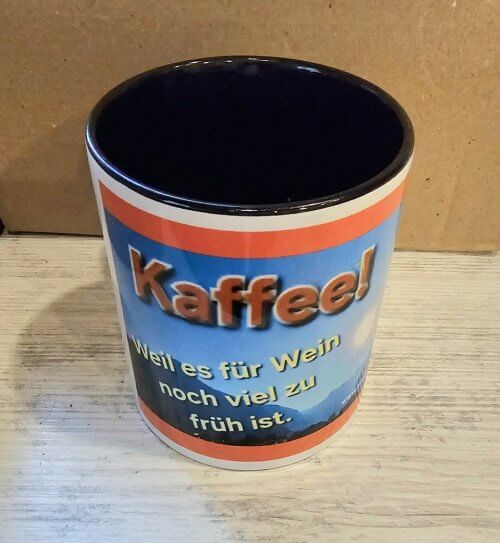 Kaffee!
Weil es für Wein
noch viel zu
früh ist.